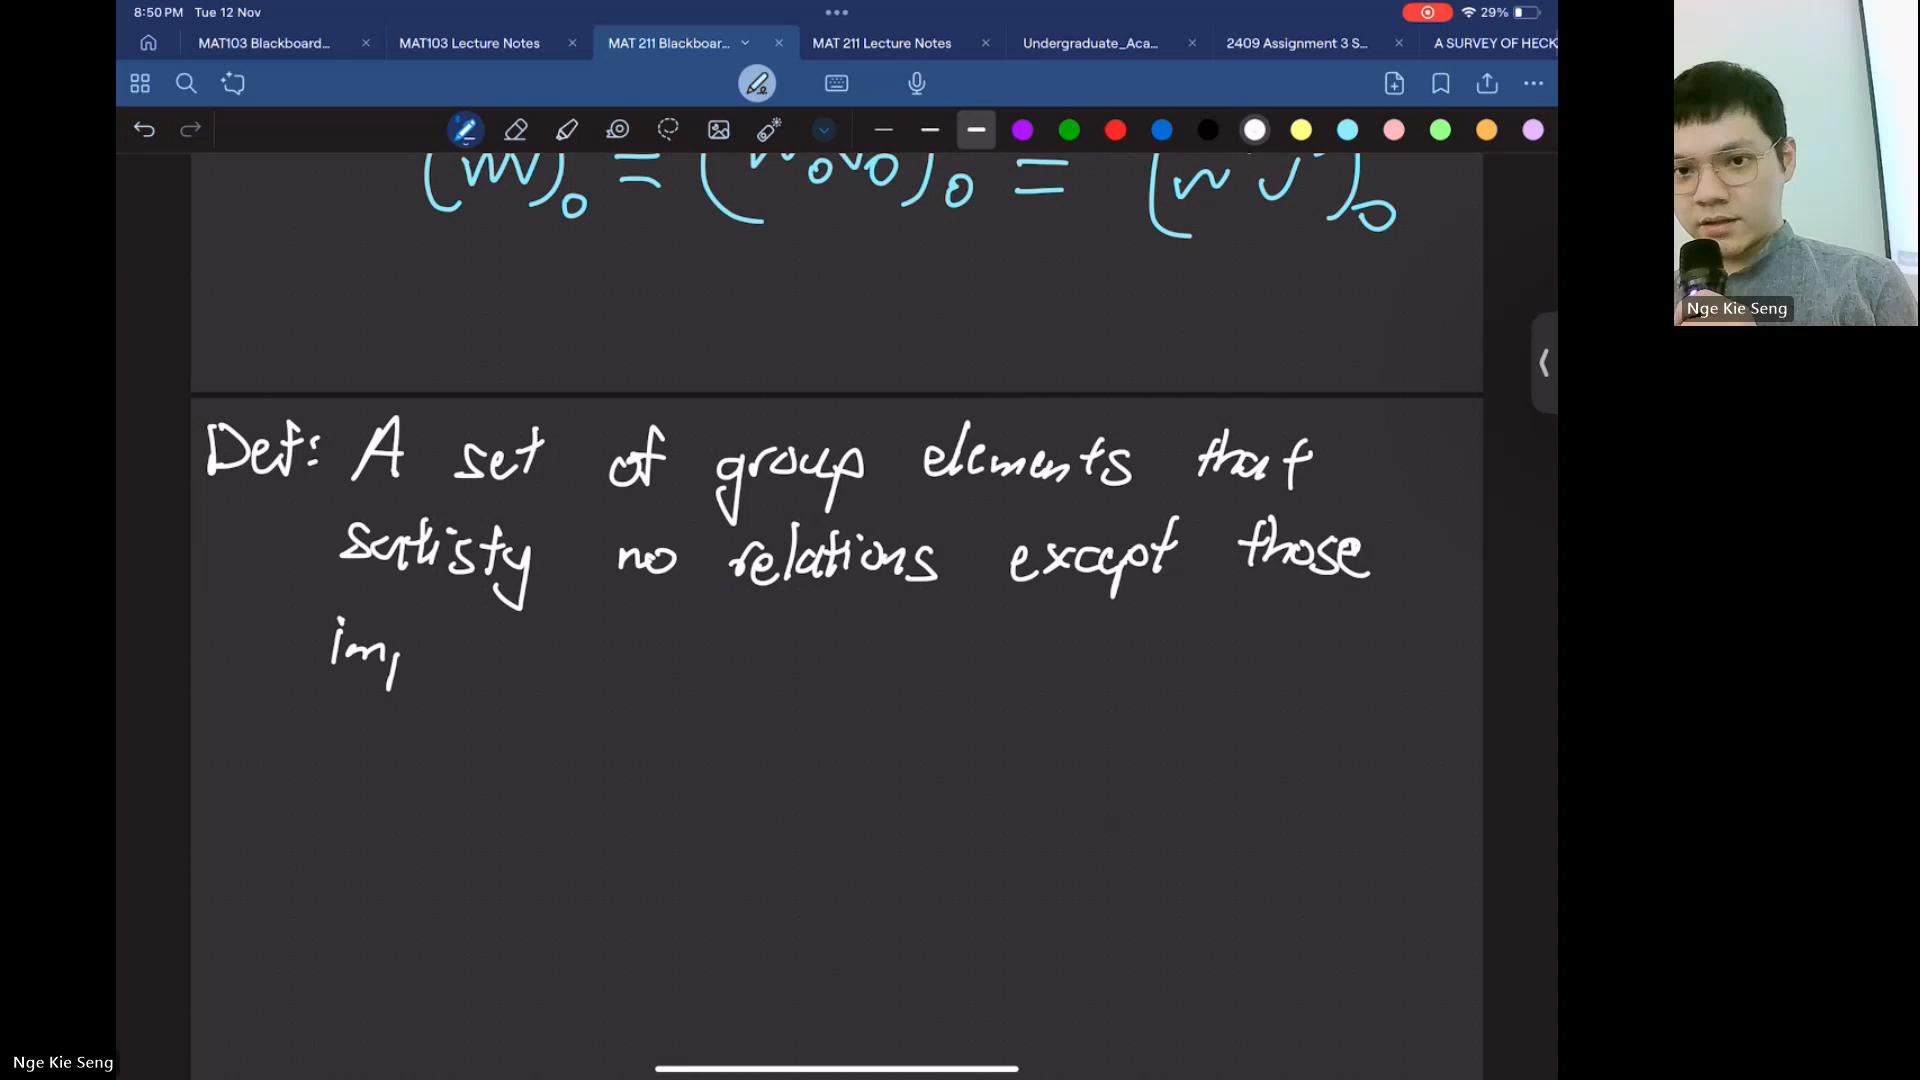 8:50 PM Tue 12 Nov
29%
MAT103 Blackboard...
MAT103 Lecture Notes
MAT 211 Blackboar...
MAT 211 Lecture Notes
Undergraduate_Aca...
2409 Assignment 3 S...
A SURVEY OF HECK
Nge Kie Seng
Def: A set of group elements that
satisfy no relations except those
imp
Nge Kie Seng